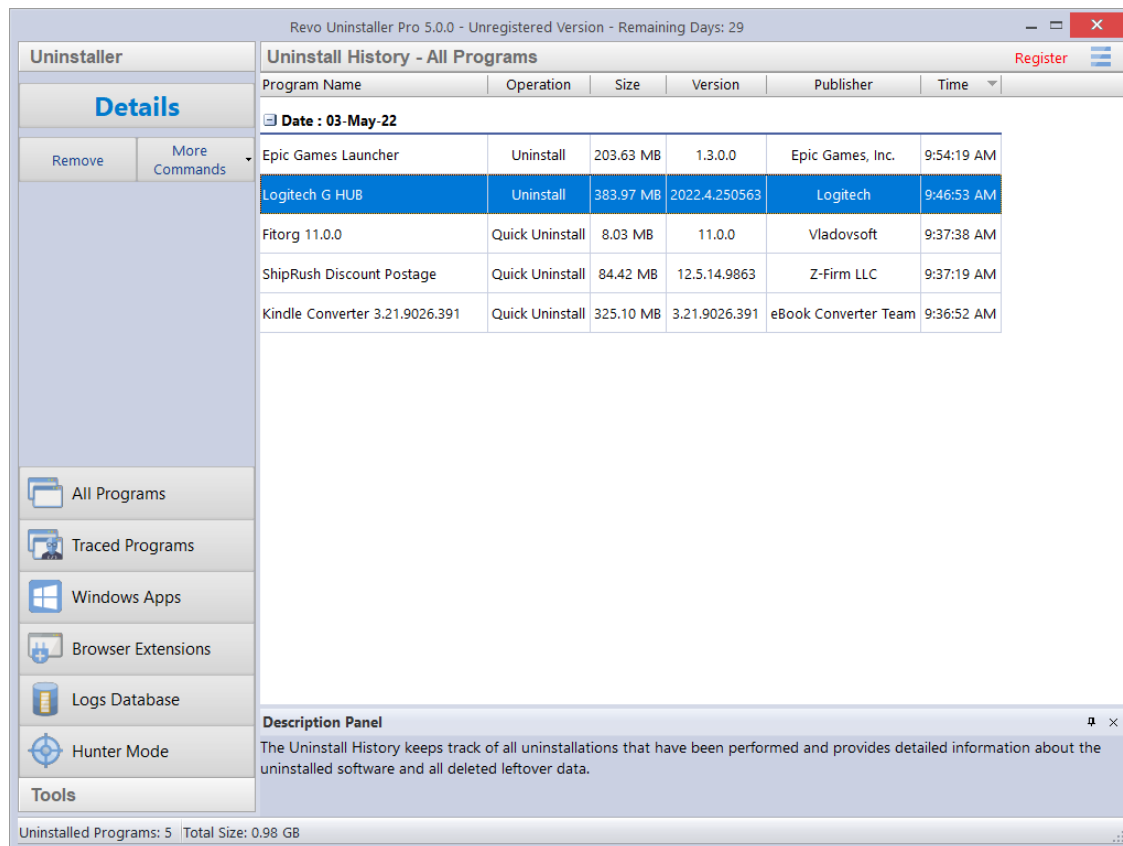 Revo Uninstaller Pro 5.0.0 - Unregistered Version - Remaining Days: 29
Uninstaller
Uninstall History - All Programs
Register
Details
Remove
More
Commands
Program Name Operation Size Version Publisher Time
Date : 03-May-22
Epic Games Launcher Uninstall 203.63 MB 1.3.0.0 Epic Games, Inc. 9:54:19 AM
Logitech G HUB Uninstall 383.97 MB 2022.4.250563 Logitech 9:46:53 AM
Fitorg 11.0.0 Quick Uninstall 8.03 MB 11.0.0 Vladovsoft 9:37:38 AM
ShipRush Discount Postage Quick Uninstall 84.42 MB 12.5.14.9863 Z-Firm LLC 9:37:19 AM
Kindle Converter 3.21.9026.391 Quick Uninstall 325.10 MB 3.21.9026.391 eBook Converter Team 9:36:52 AM
All Programs
Traced Programs
Windows Apps
Browser Extensions
Logs Database
Hunter Mode
Tools
Description Panel
The Uninstall History keeps track of all uninstallations that have been performed and provides detailed information about the
uninstalled software and all deleted leftover data.
Uninstalled Programs: 5 Total Size: 0.98 GB